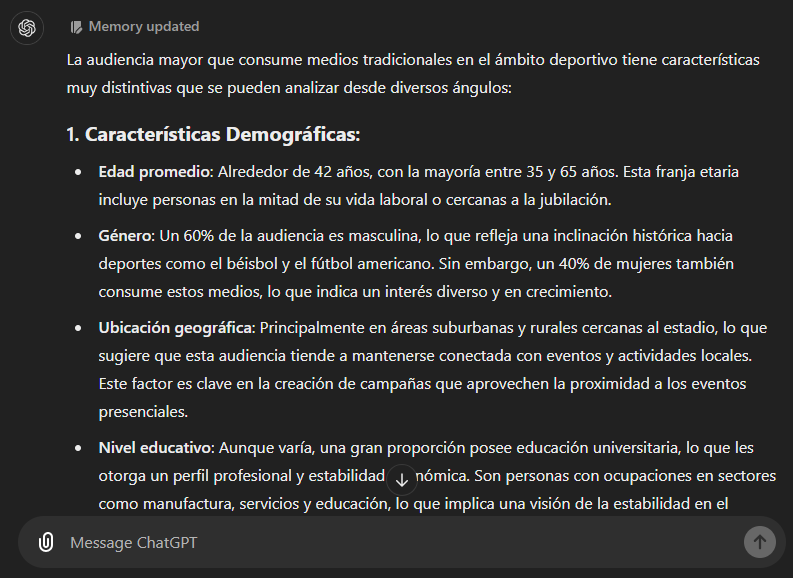 Memory updated
La audiencia mayor que consume medios tradicionales en el ámbito deportivo tiene características
muy distintivas que se pueden analizar desde diversos ángulos:
1. Características Demográficas:
• Edad promedio: Alrededor de 42 años, con la mayoría entre 35 y 65 años. Esta franja etaria
incluye personas en la mitad de su vida laboral o cercanas a la jubilación.
• Género: Un 60% de la audiencia es masculina, lo que refleja una inclinación histórica hacia
deportes como el béisbol y el fútbol americano. Sin embargo, un 40% de mujeres también
consume estos medios, lo que indica un interés diverso y en crecimiento.
• Ubicación geográfica: Principalmente en áreas suburbanas y rurales cercanas al estadio, lo que
sugiere que esta audiencia tiende a mantenerse conectada con eventos y actividades locales.
Este factor es clave en la creación de campañas que aprovechen la proximidad a los eventos
presenciales.
• Nivel educativo: Aunque varía, una gran proporción posee educación universitaria, lo que les
otorga un perfil profesional y estabilidad nómica. Son personas con ocupaciones en sectores
como manufactura, servicios y educación, lo que implica una visión de la estabilidad en el
Message ChatGPT